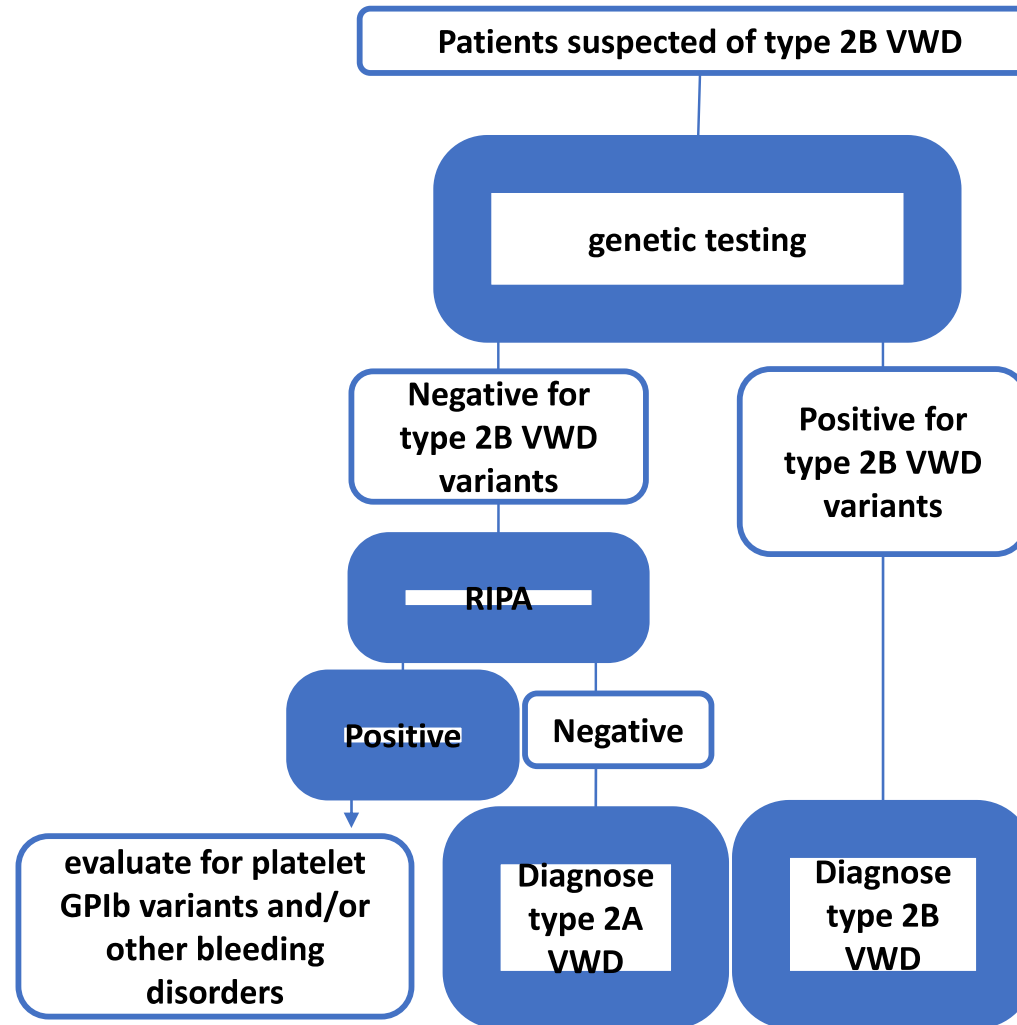 Patients suspected of type 2B VWD
genetic testing
Negative for
type 2B VWD
variants
Positive for
type 2B VWD
variants
RIPA
Positive
Negative
evaluate for platelet
GPIb variants and/or
other bleeding
disorders
Diagnose
type 2A
VWD
Diagnose
type 2B
VWD